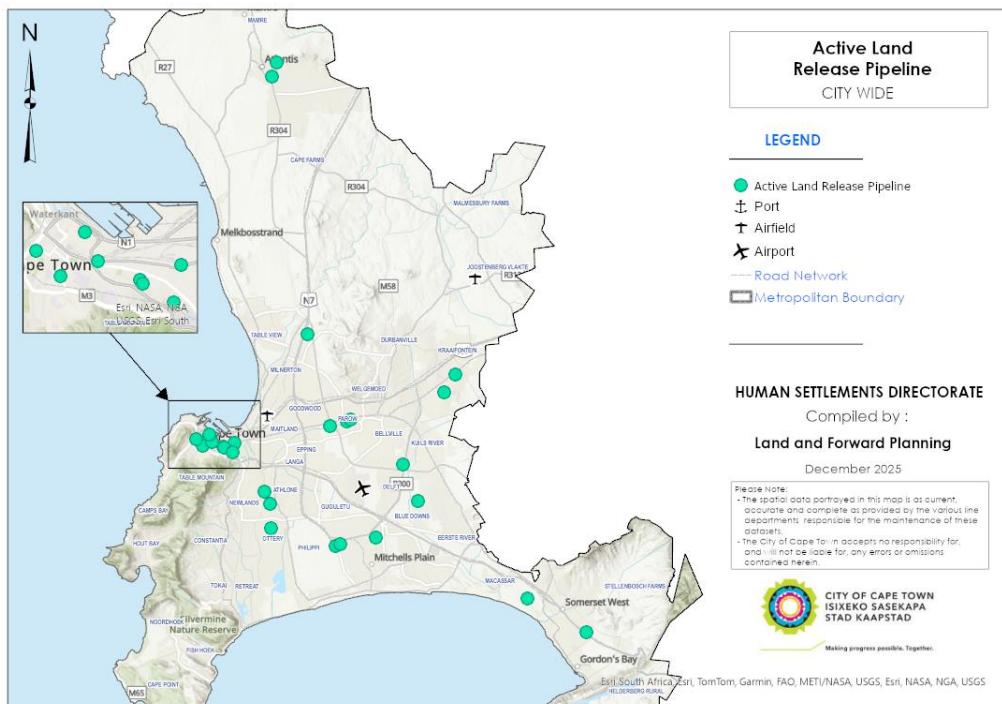 Active Land
Release Pipeline
CITY WIDE
LEGEND
Active Land Release Pipeline
Port
Airfield
Airport
Road Network
Metropolitan Boundary
HUMAN SETTLEMENTS DIRECTORATE
Compiled by :
Land and Forward Planning
December 2025
Please Note:
- The spatial data portrayed in this map is as current,
accurate and complete as provided by the various line
departments responsible for the maintenance of these
datasets.
- The City of Cape Town accepts no responsibility for,
and will not be liable for, any errors or omissions
contained herein.
CITY OF CAPE TOWN
ISIXEKO SASEKAPA
STAD KAAPSTAD
Making progress possible. Together.
N
MAMRE
R27
Atlantis
R304
CAPE FARMS
R304
MALMESBURY FARMS
Melkbosstrand
JOOSTENBERG VLAKTE
R31
M58
N7
TABLE VIEW
DURBANVILLE
KRAAIFONTEIN
MILNERTON
WELGEMOED
GOODWOOD
PAROW
MAITLAND
BELLVILLE
KUILS RIVER
EPPING
LANGA
TABLE MOUNTAIN
ATHLONE
DELFT
R300
NEWLANDS
GUGULETU
BLUE DOWNS
CAMPS BAY
HOUT BAY
CONSTANTIA
OTTERY
PHILIPPI
EERSTE RIVER
Mitchells Plain
TOKAI
RETREAT
MACASSAR
STELLENBOSCH FARMS
Somerset West
NOORDHOEK
Silvermine
Nature Reserve
FISH HOEK
Gordon's Bay
CAPE POINT
M65
HELDERBERG RURAL
Waterkant
N1
Cape Town
M3
Esri, NASA, NGA,
USGS, Esri South
Esri South Africa, Esri, TomTom, Garmin, FAO, METI/NASA, USGS, Esri, NASA, NGA, USGS